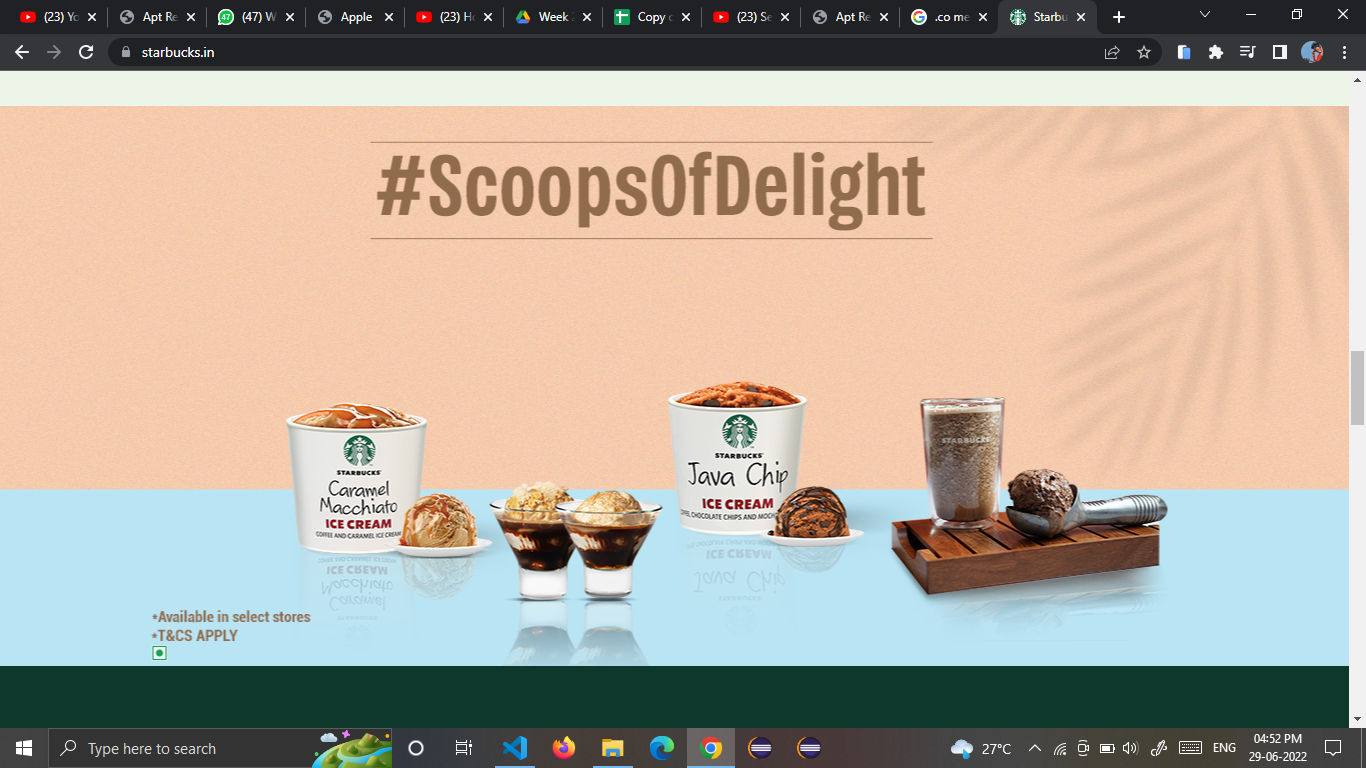 (23) Yo
Apt Re
(47) W
Apple
(23) H
Week
Copy c
(23) Se
Apt Re
.co me
Starbu
starbucks.in
#ScoopsOfDelight
STARBUCKS
Caramel
Macchiato
ICE CREAM
COFFEE AND CARAMEL ICE CREAM
STARBUCKS
Java Chip
ICE CREAM
CHOCOLATE CHIPS AND
STARBUCKS
*Available in select stores
*T&CS APPLY
Type here to search
27°C
ENG
04:52 PM
29-06-2022